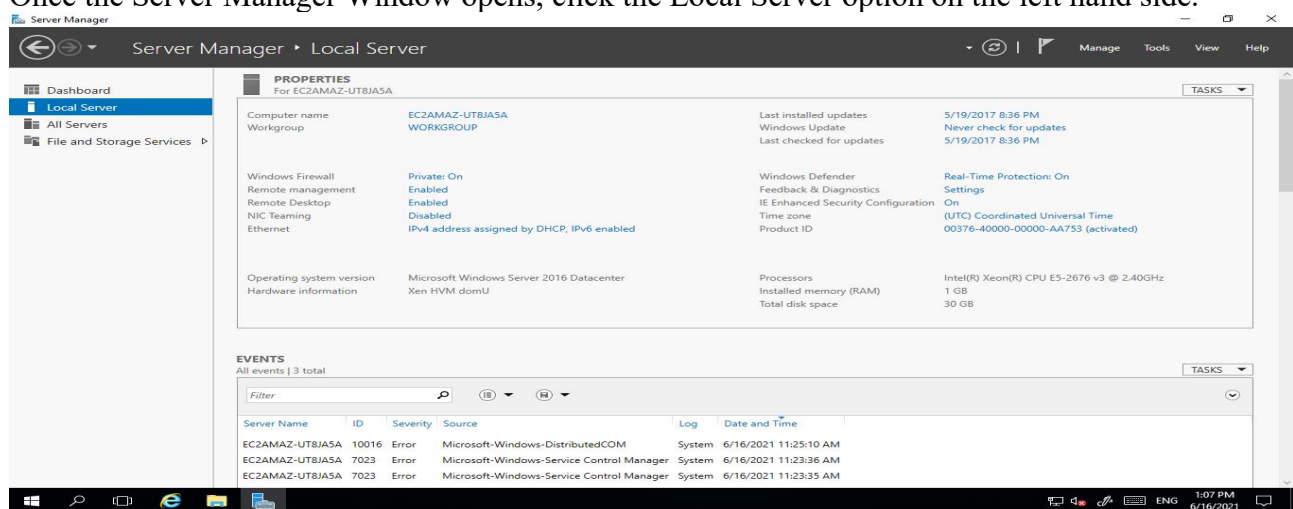 Once the Server Manager Window opens, click the Local Server option on the left hand side.
Server Manager
Server Manager • Local Server
Manage Tools View Help
Dashboard
Local Server
All Servers
File and Storage Services
PROPERTIES
For EC2AMAZ-UT8JA5A
TASKS
Computer name EC2AMAZ-UT8JA5A Last installed updates 5/19/2017 8:36 PM
Workgroup WORKGROUP Windows Update Never check for updates
Last checked for updates 5/19/2017 8:36 PM
Windows Firewall Private: On Windows Defender Real-Time Protection: On
Remote management Enabled Feedback & Diagnostics Settings
Remote Desktop Enabled IE Enhanced Security Configuration On
NIC Teaming Disabled Time zone (UTC) Coordinated Universal Time
Ethernet IPv4 address assigned by DHCP, IPv6 enabled Product ID 00376-40000-00000-AA753 (activated)
Operating system version Microsoft Windows Server 2016 Datacenter Processors Intel(R) Xeon(R) CPU E5-2676 v3 @ 2.40GHz
Hardware information Xen HVM domU Installed memory (RAM) 1 GB
Total disk space 30 GB
EVENTS
All events | 3 total
TASKS
Filter
Server Name ID Severity Source Log Date and Time
EC2AMAZ-UT8JA5A 10016 Error Microsoft-Windows-DistributedCOM System 6/16/2021 11:25:10 AM
EC2AMAZ-UT8JA5A 7023 Error Microsoft-Windows-Service Control Manager System 6/16/2021 11:23:36 AM
EC2AMAZ-UT8JA5A 7023 Error Microsoft-Windows-Service Control Manager System 6/16/2021 11:23:35 AM
ENG 1:07 PM
6/16/2021